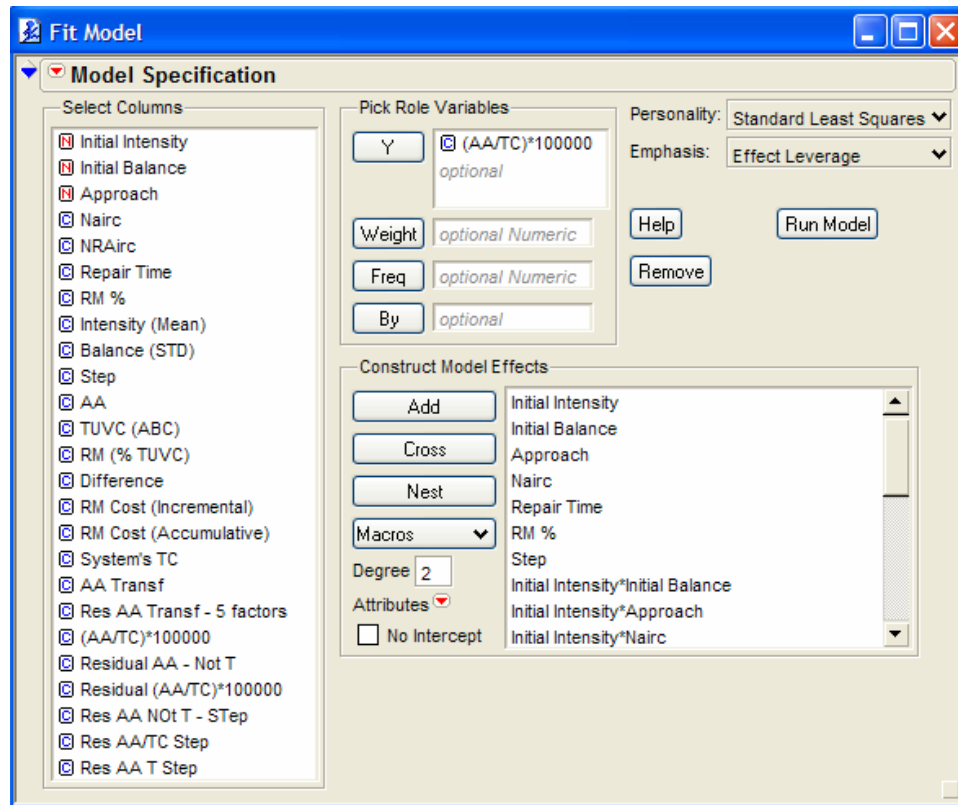 Fit Model
Model Specification
Select Columns
N Initial Intensity
N Initial Balance
N Approach
C Nairc
C NRAirc
C Repair Time
C RM %
C Intensity (Mean)
C Balance (STD)
C Step
C AA
C TUVC (ABC)
C RM (% TUVC)
C Difference
C RM Cost (Incremental)
C RM Cost (Accumulative)
C System's TC
C AA Transf
C Res AA Transf - 5 factors
C (AA/TC)*100000
C Residual AA - Not T
C Residual (AA/TC)*100000
C Res AA NOt T - STep
C Res AA/TC Step
C Res AA T Step
Pick Role Variables
Y
C (AA/TC)*100000
optional
Weight optional Numeric
Freq optional Numeric
By optional
Personality: Standard Least Squares
Emphasis: Effect Leverage
Help Run Model
Remove
Construct Model Effects
Add
Cross
Nest
Macros
Degree 2
Attributes
No Intercept
Initial Intensity
Initial Balance
Approach
Nairc
Repair Time
RM %
Step
Initial Intensity*Initial Balance
Initial Intensity*Approach
Initial Intensity*Nairc